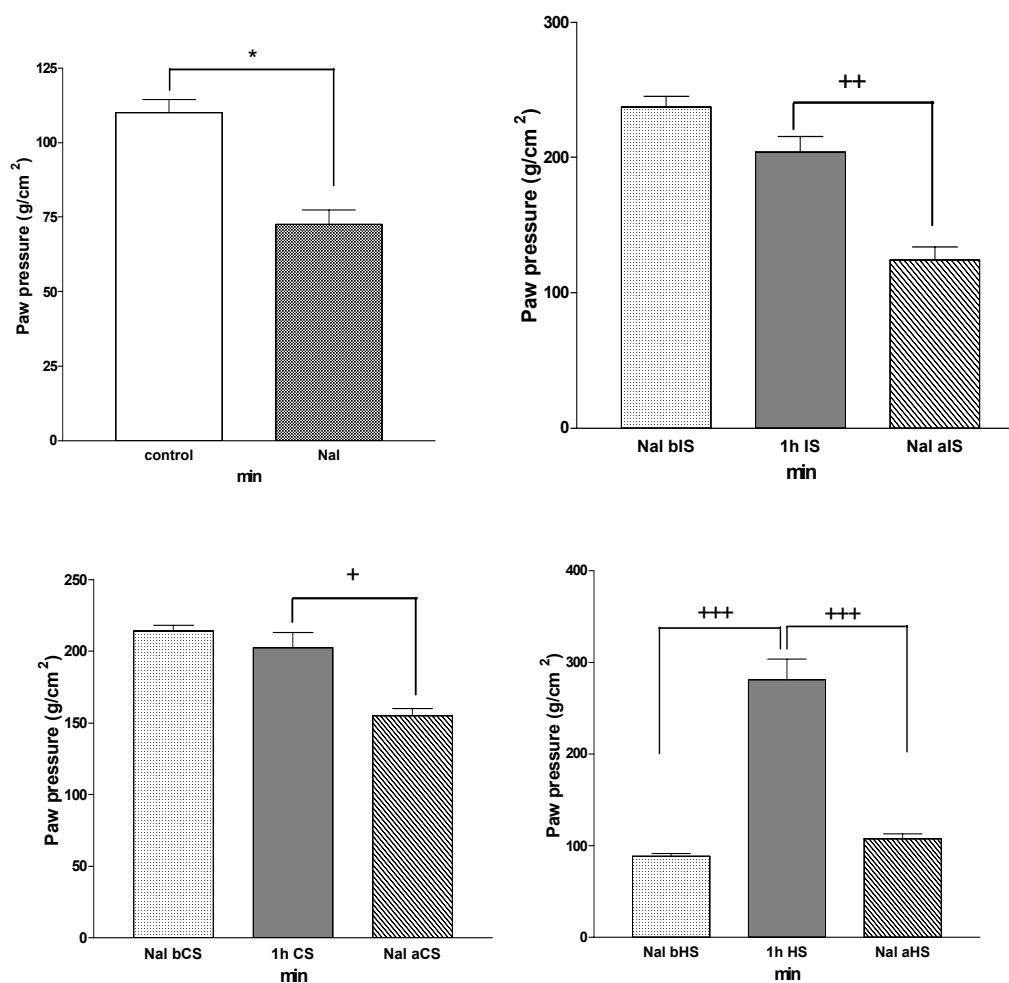 *
125
100
75
50
25
0
Paw pressure (g/cm²)
control Nal
min
++
300
200
100
0
Paw pressure (g/cm²)
Nal bIS 1h IS Nal aIS
min
+
250
200
150
100
50
0
Paw pressure (g/cm²)
Nal bCS 1h CS Nal aCS
min
+++ +++
400
300
200
100
0
Paw pressure (g/cm²)
Nal bHS 1h HS Nal aHS
min